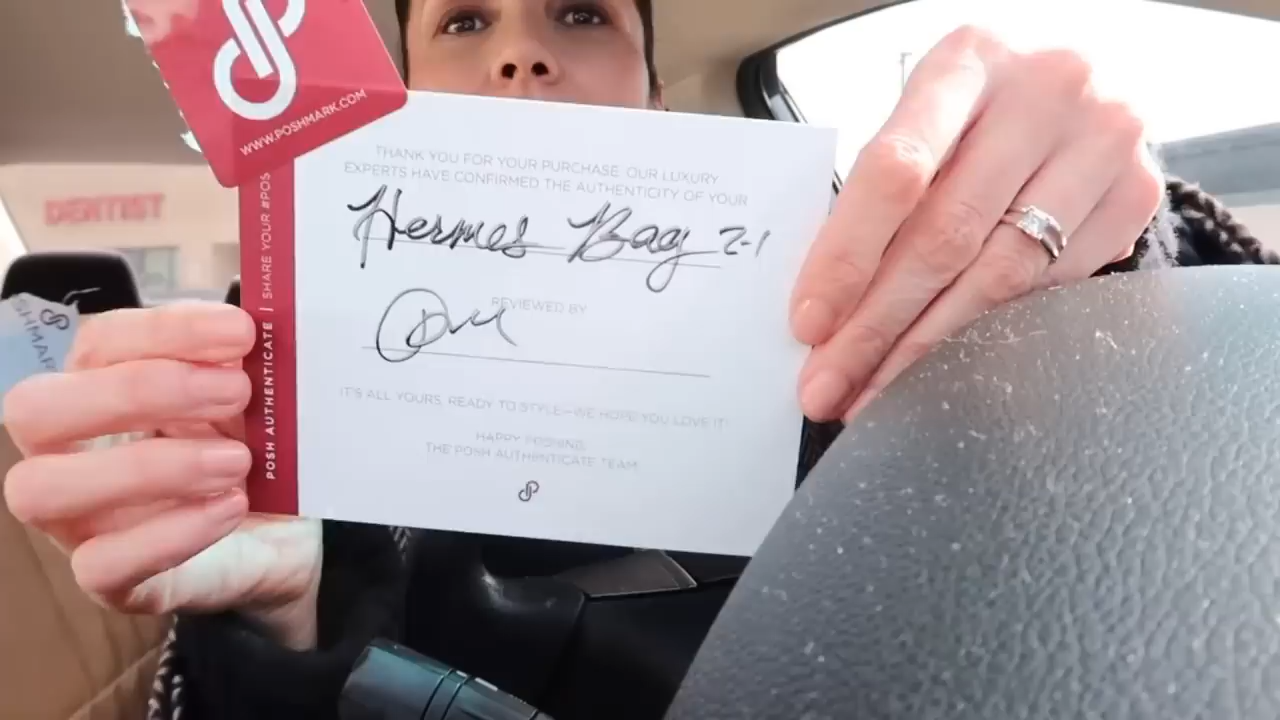 WWW.POSHMARK.COM
DENTIST
POSH AUTHENTICATE | SHARE YOUR #POS
THANK YOU FOR YOUR PURCHASE. OUR LUXURY
EXPERTS HAVE CONFIRMED THE AUTHENTICITY OF YOUR
Hermes Bag 2-1
REVIEWED BY
IT'S ALL YOURS, READY TO STYLE—WE HOPE YOU LOVE IT!
HAPPY POSHING,
THE POSH AUTHENTICATE TEAM
SHMAR